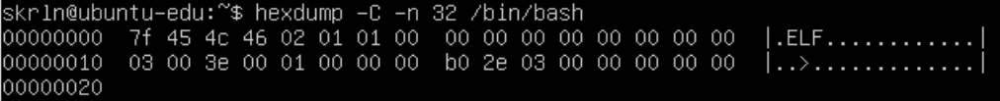 skrln@ubuntu-edu:~$ hexdump -C -n 32 /bin/bash
00000000  7f 45 4c 46 02 01 01 00  00 00 00 00 00 00 00 00  |.ELF............|
00000010  03 00 3e 00 01 00 00 00  b0 2e 03 00 00 00 00 00  |..>.............|
00000020